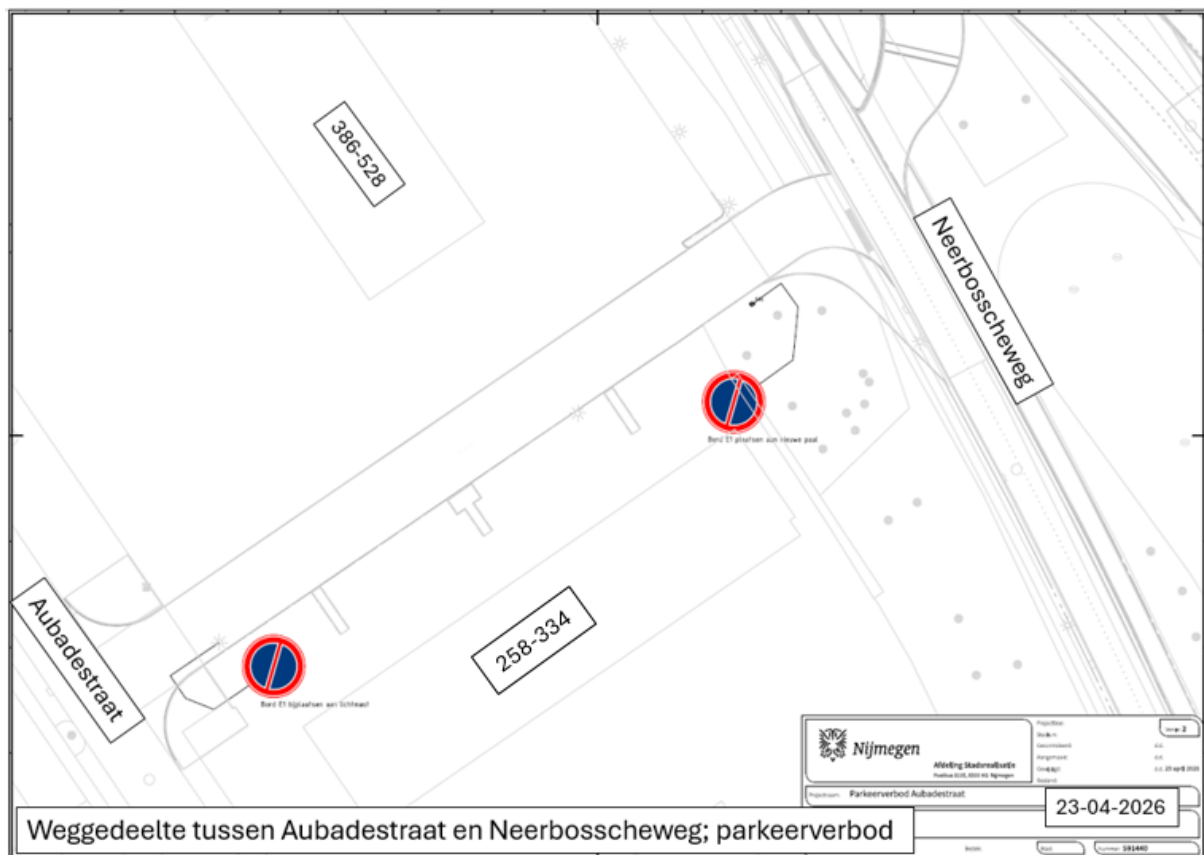 386-528
Neerbosscheweg
Bord E1 plaatsen aan nieuwe paal
258-334
Aubadestraat
Bord E1 bijplaatsen aan lichtmast
Nijmegen
Afdeling Stadsrealisatie
Parkeerverbod Aubadestraat
23-04-2026
Weggedeelte tussen Aubadestraat en Neerbosscheweg; parkeerverbod
591440